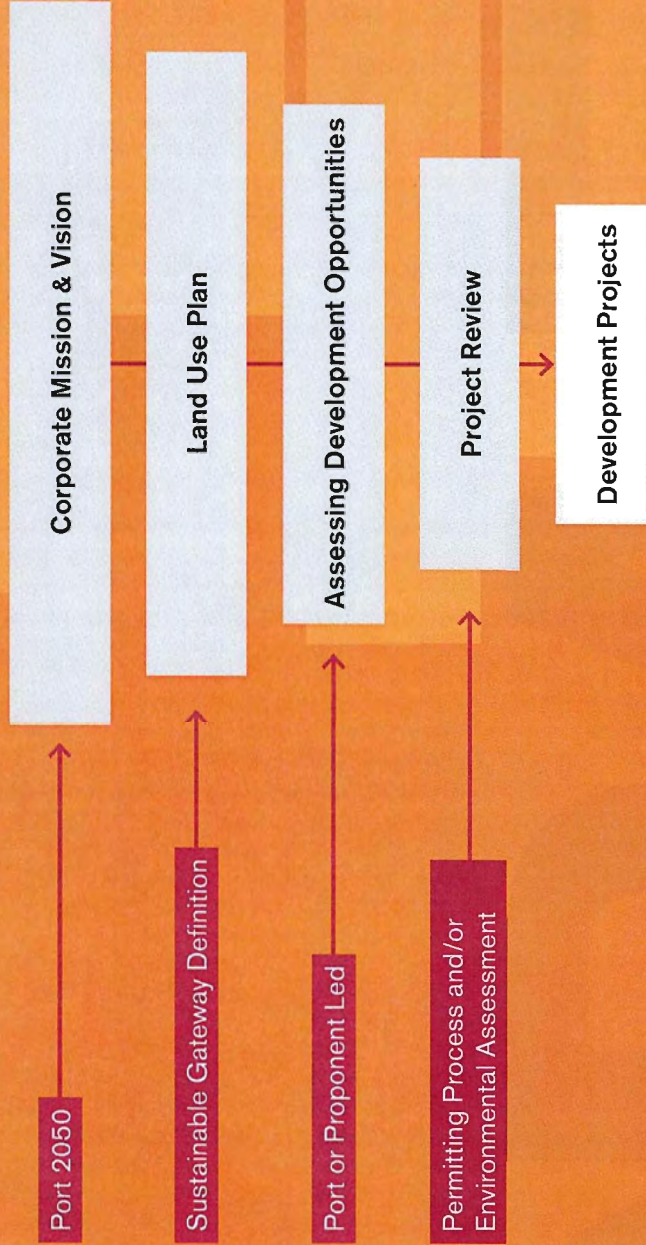 Port 2050
Corporate Mission & Vision
Sustainable Gateway Definition
Land Use Plan
Port or Proponent Led
Assessing Development Opportunities
Permitting Process and/or
Environmental Assessment
Project Review
Development Projects